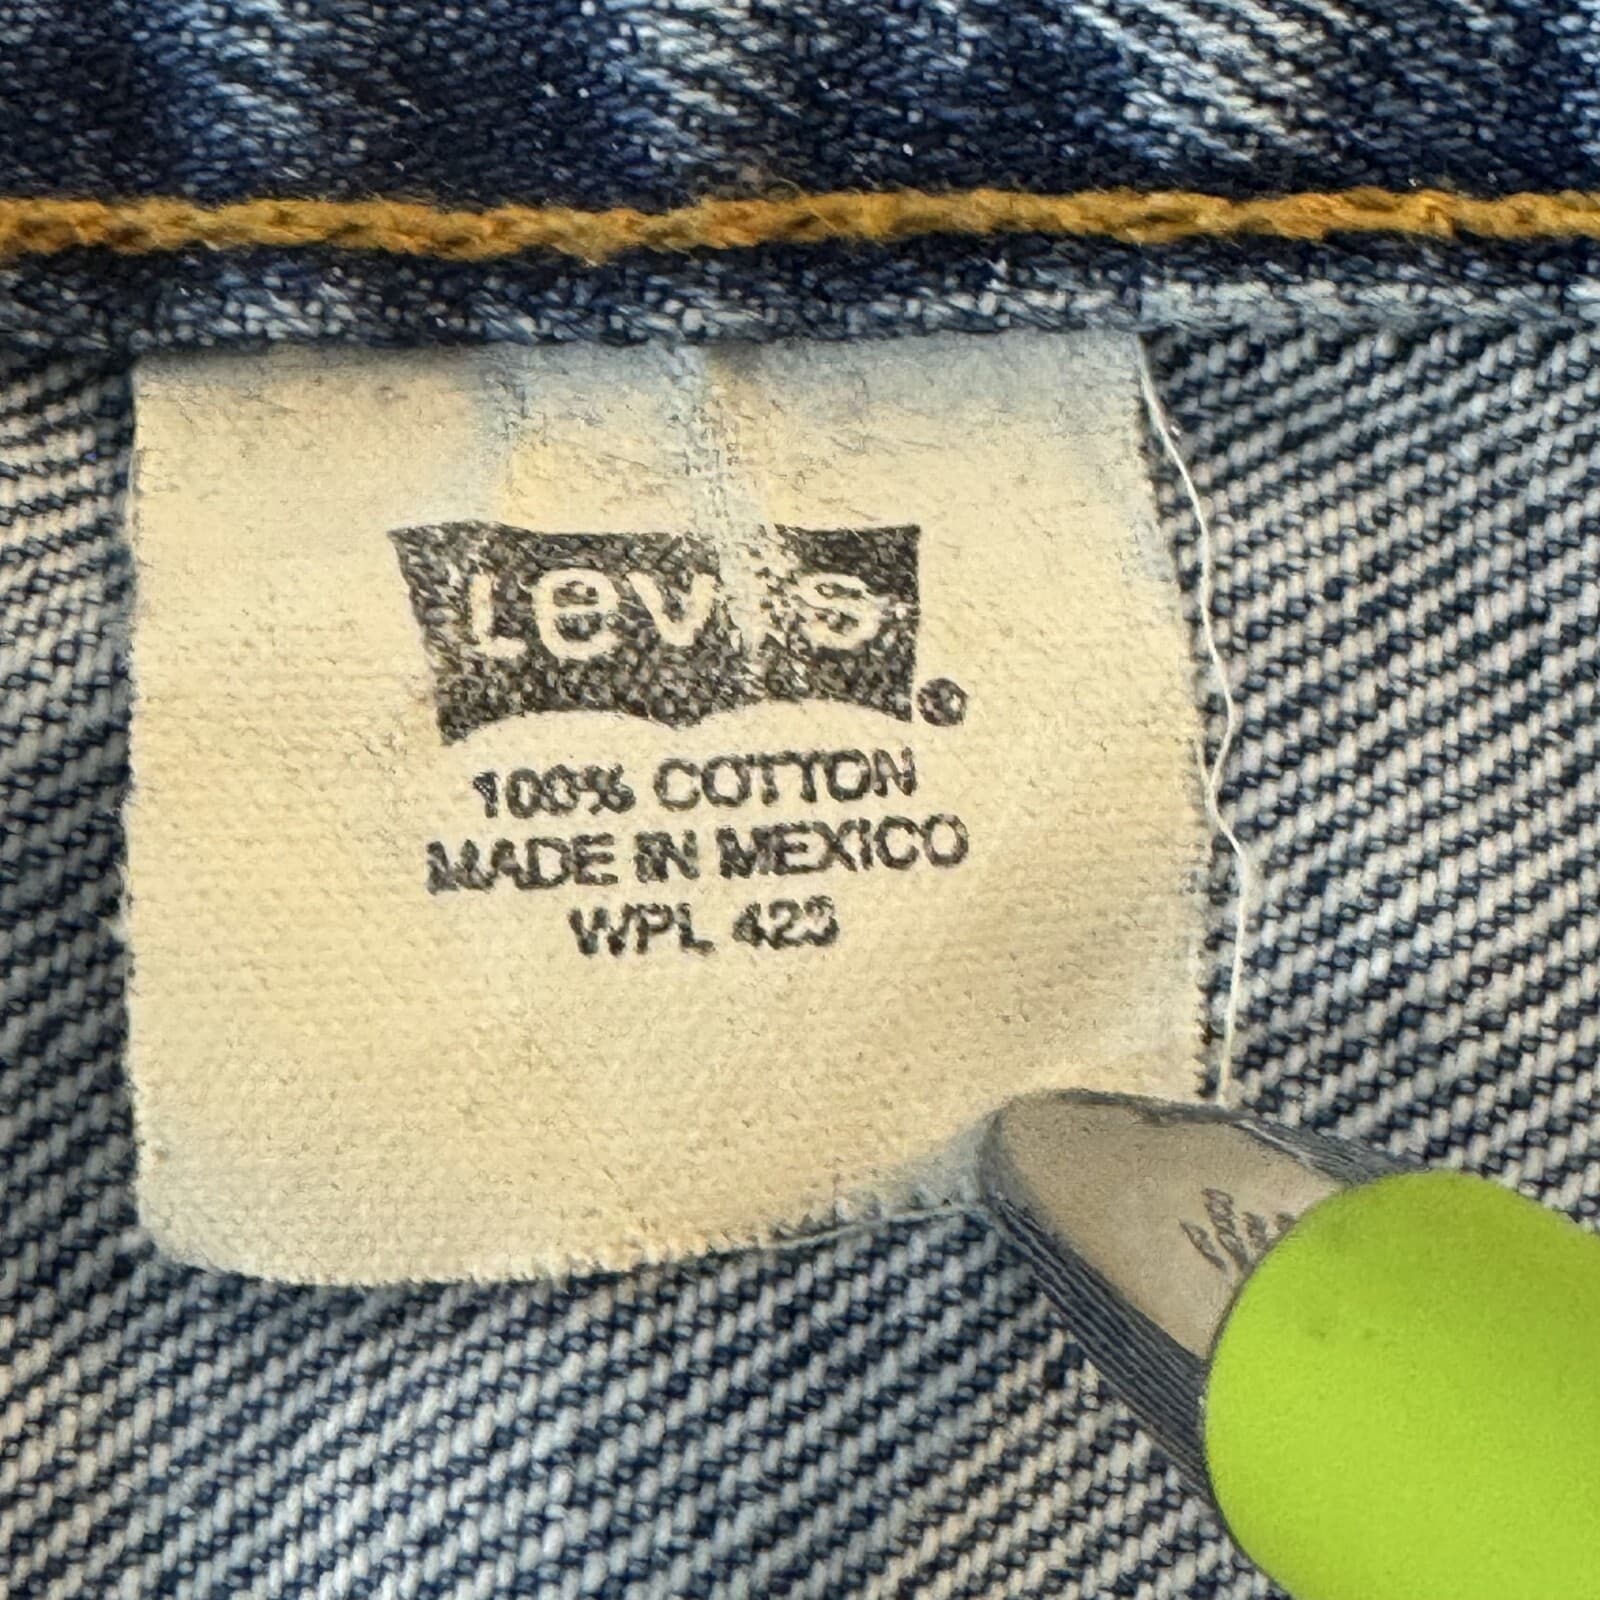 Levi's
100% COTTON
MADE IN MEXICO
WPL 423